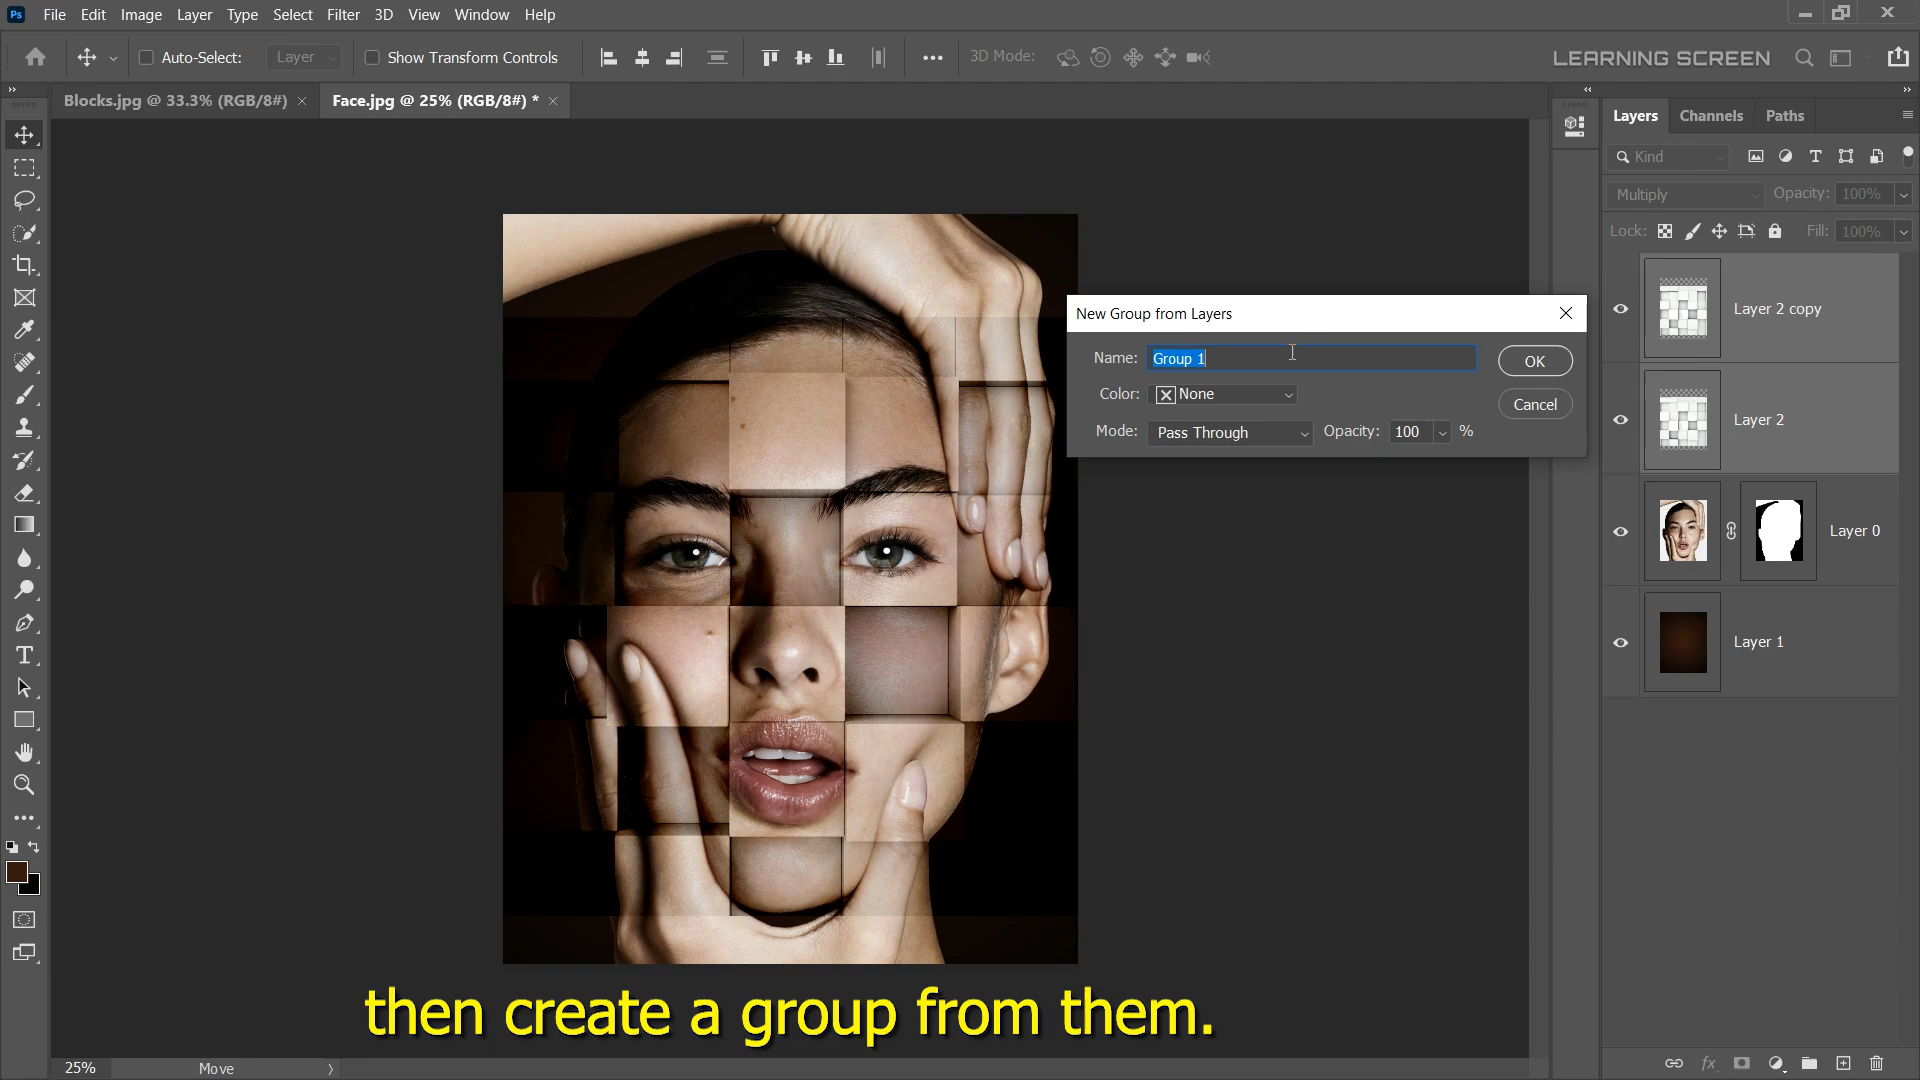 Ps File Edit Image Layer Type Select Filter 3D View Window Help
Auto-Select: Layer Show Transform Controls 3D Mode: LEARNING SCREEN
Blocks.jpg @ 33.3% (RGB/8#) × Face.jpg @ 25% (RGB/8#) * ×
Layers Channels Paths
Kind
Multiply Opacity: 100%
Lock: Fill: 100%
Layer 2 copy
Layer 2
Layer 0
Layer 1
New Group from Layers
Name: Group 1 OK
Color: None Cancel
Mode: Pass Through Opacity: 100 %
then create a group from them.
25% Move
fx